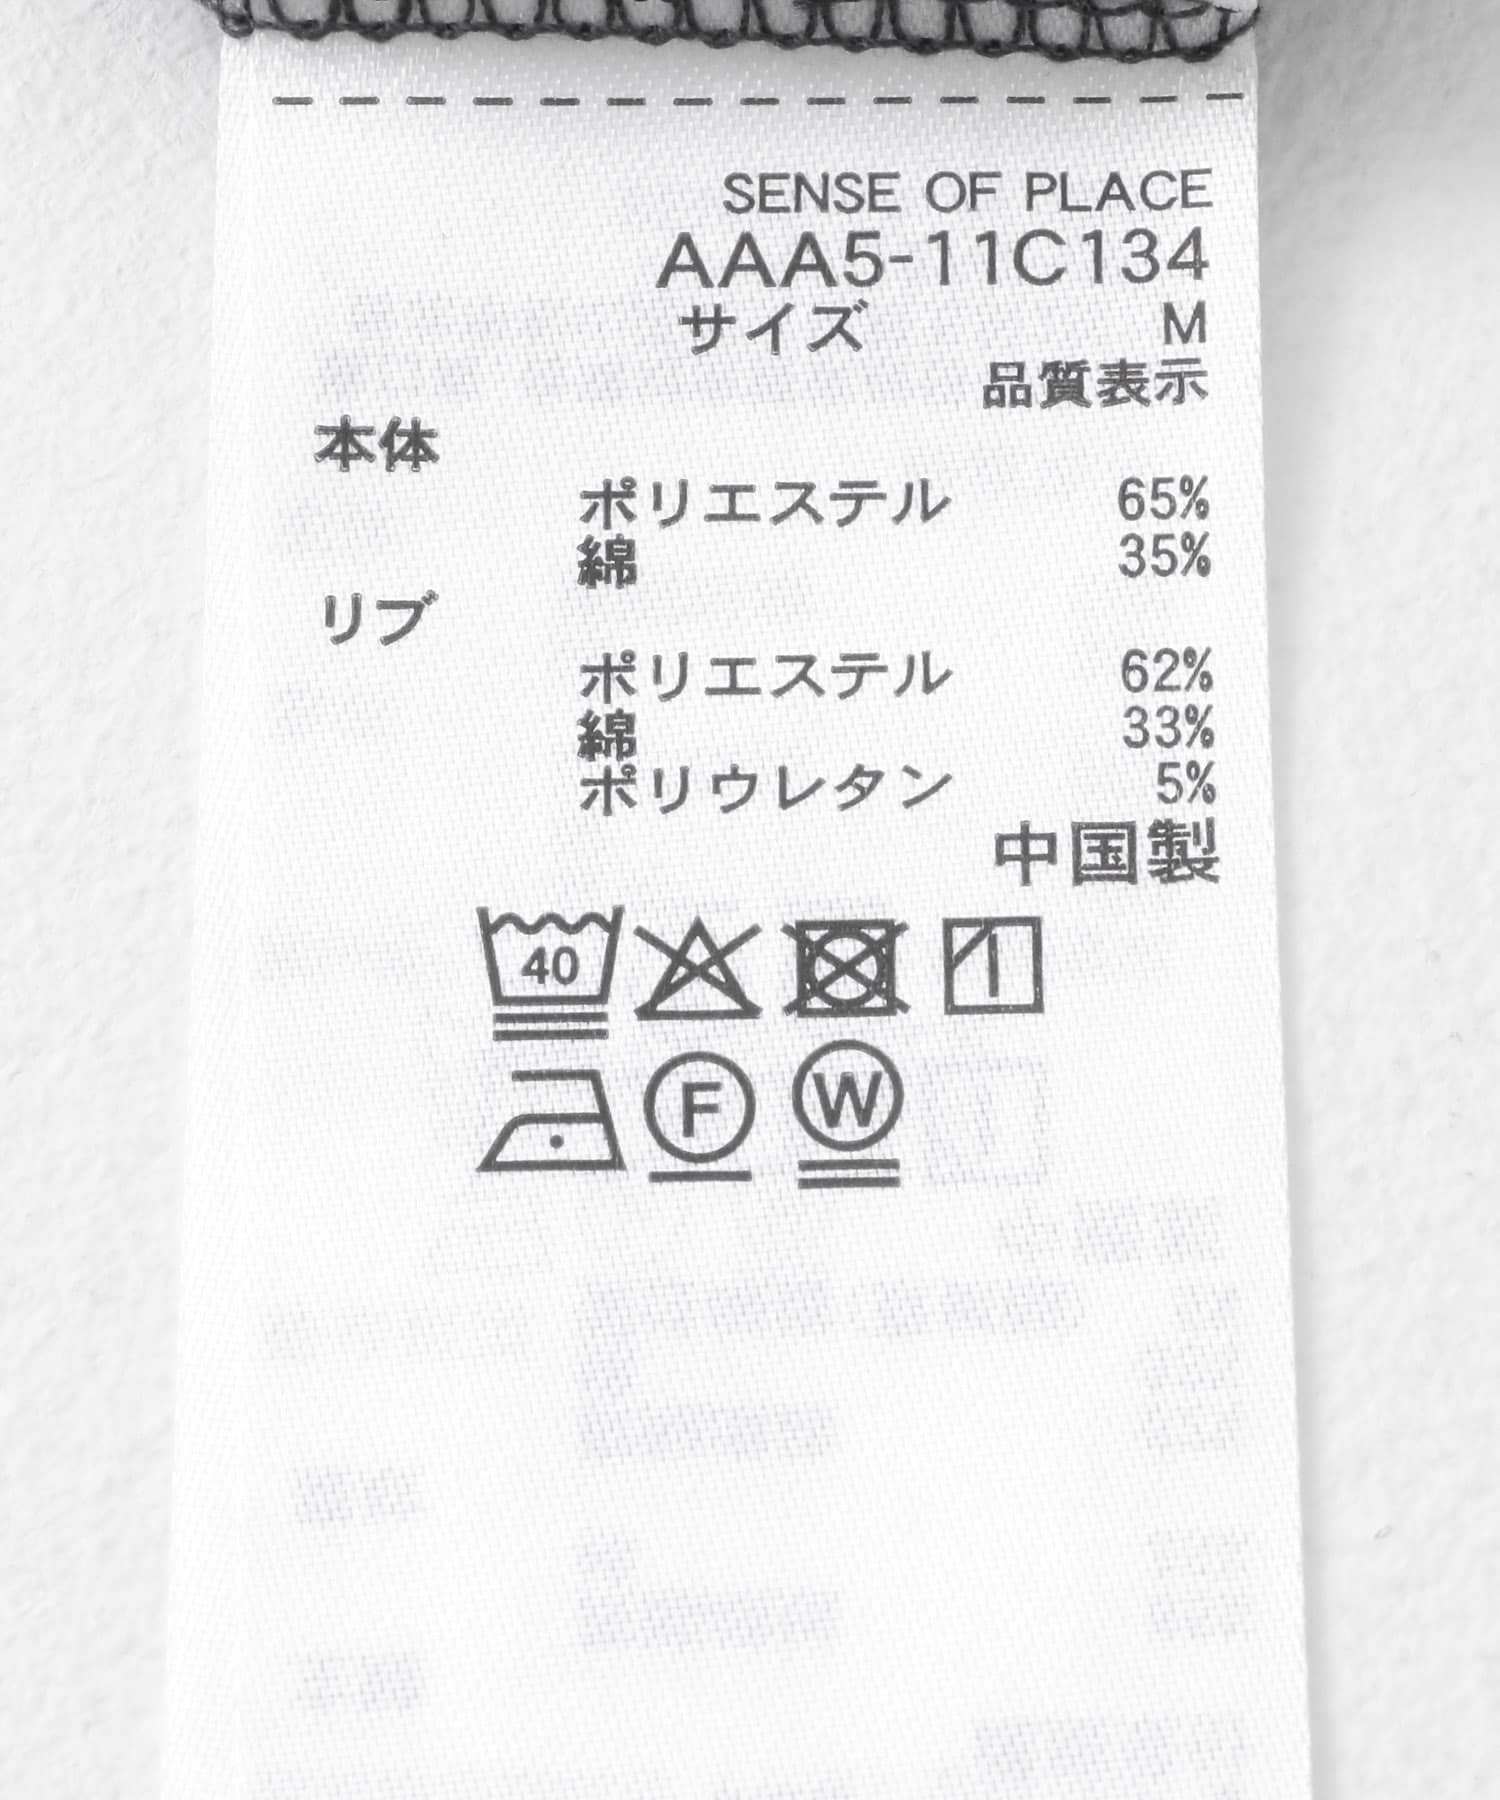 SENSE OF PLACE
AAA5-11C134
サイズ M
品質表示
本体
ポリエステル 65%
綿 35%
リブ
ポリエステル 62%
綿 33%
ポリウレタン 5%
中国製
40
F W